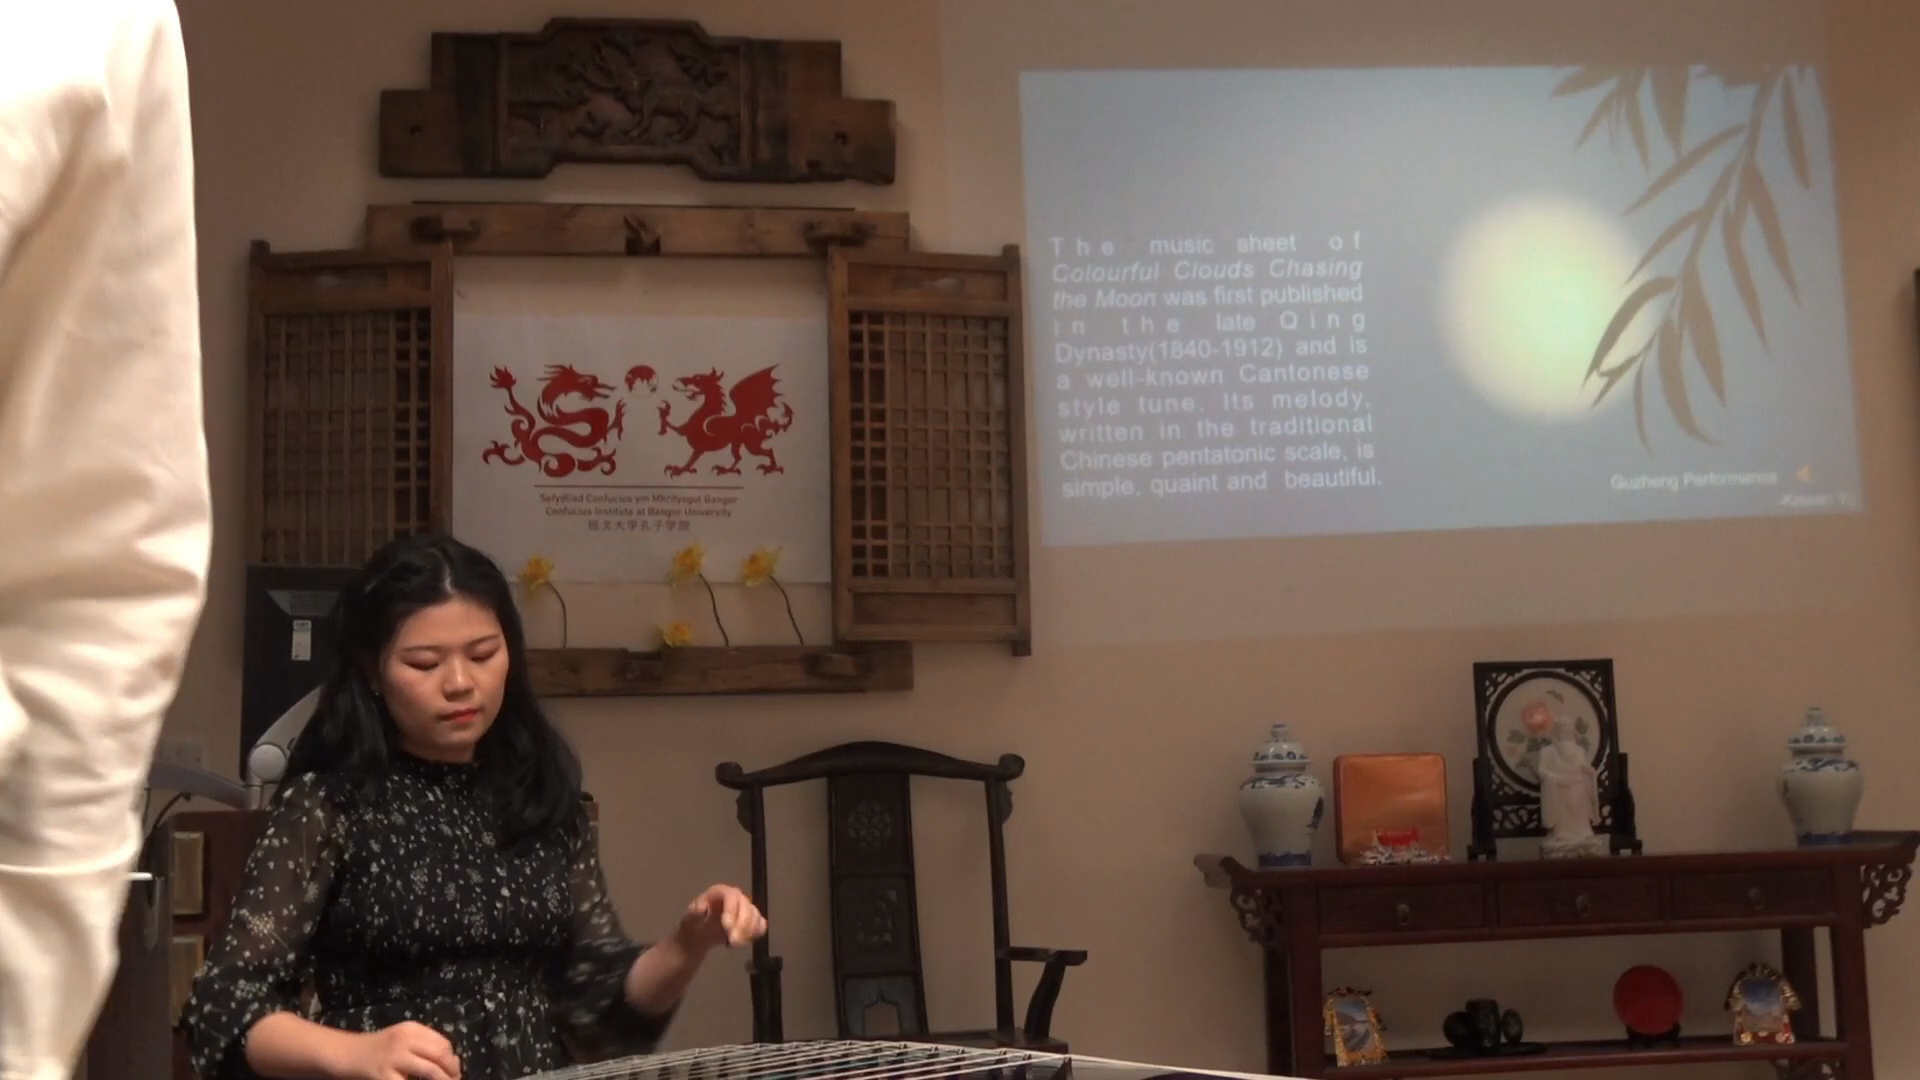 The music sheet of
Colourful Clouds Chasing
the Moon was first published
in the late Qing
Dynasty(1840-1912) and is
a well-known Cantonese
style tune. Its melody,
written in the traditional
Chinese pentatonic scale, is
simple, quaint and beautiful.
Guzheng Performance
Sefydliad Confucius ym Mhrifysgol Bangor
Confucius Institute at Bangor University
班戈大学孔子学院